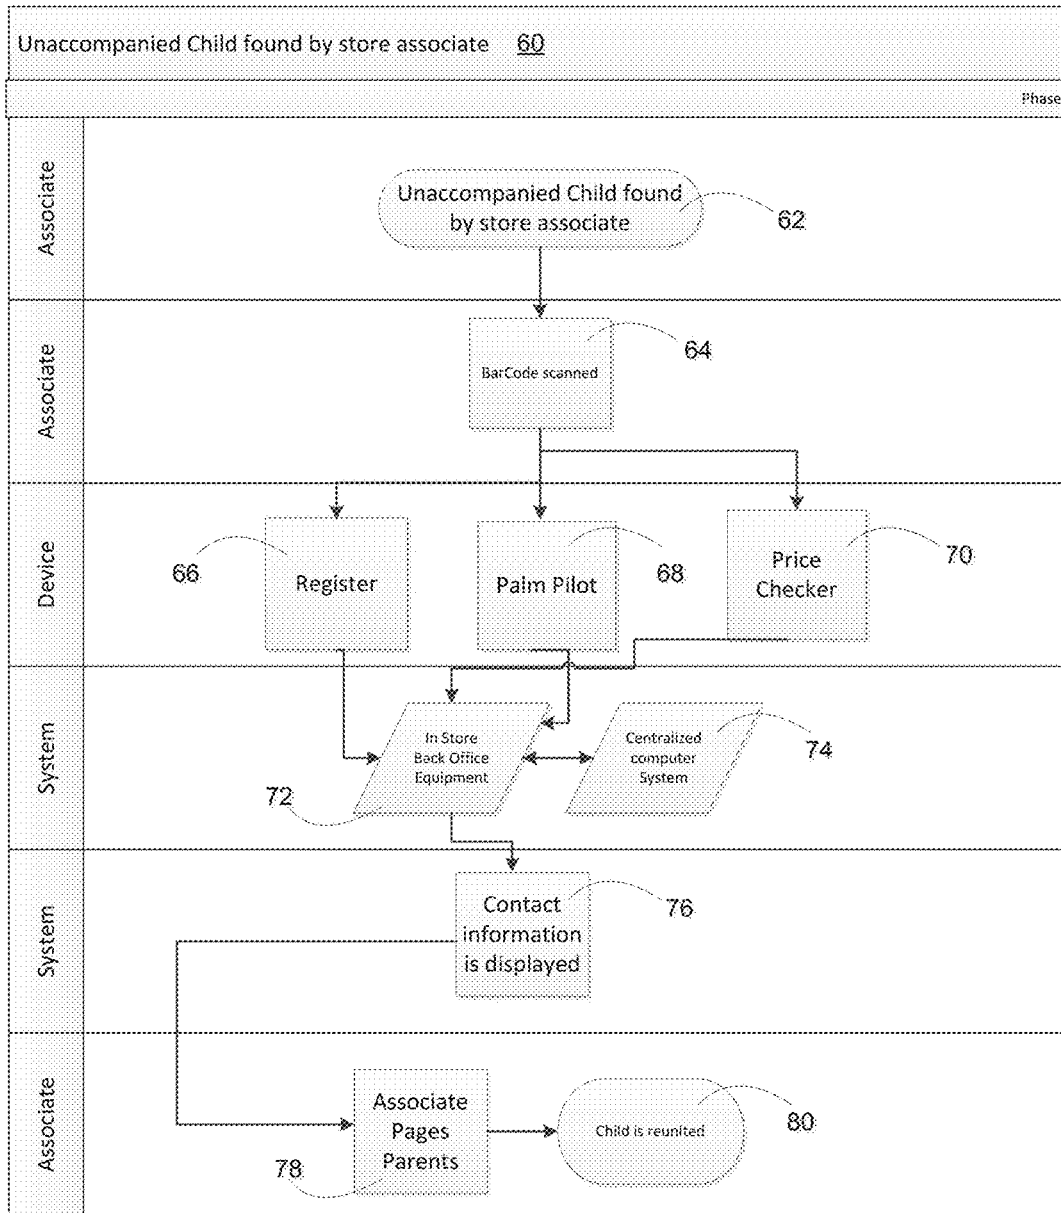 Unaccompanied Child found by store associate 60
Phase
Associate
Unaccompanied Child found
by store associate
62
Associate
BarCode scanned
64
Device
66
Register
Palm Pilot
68
Price
Checker
70
System
In Store
Back Office
Equipment
72
Centralized
computer
System
74
System
Contact
information
is displayed
76
Associate
Associate
Pages
Parents
78
Child is reunited
80